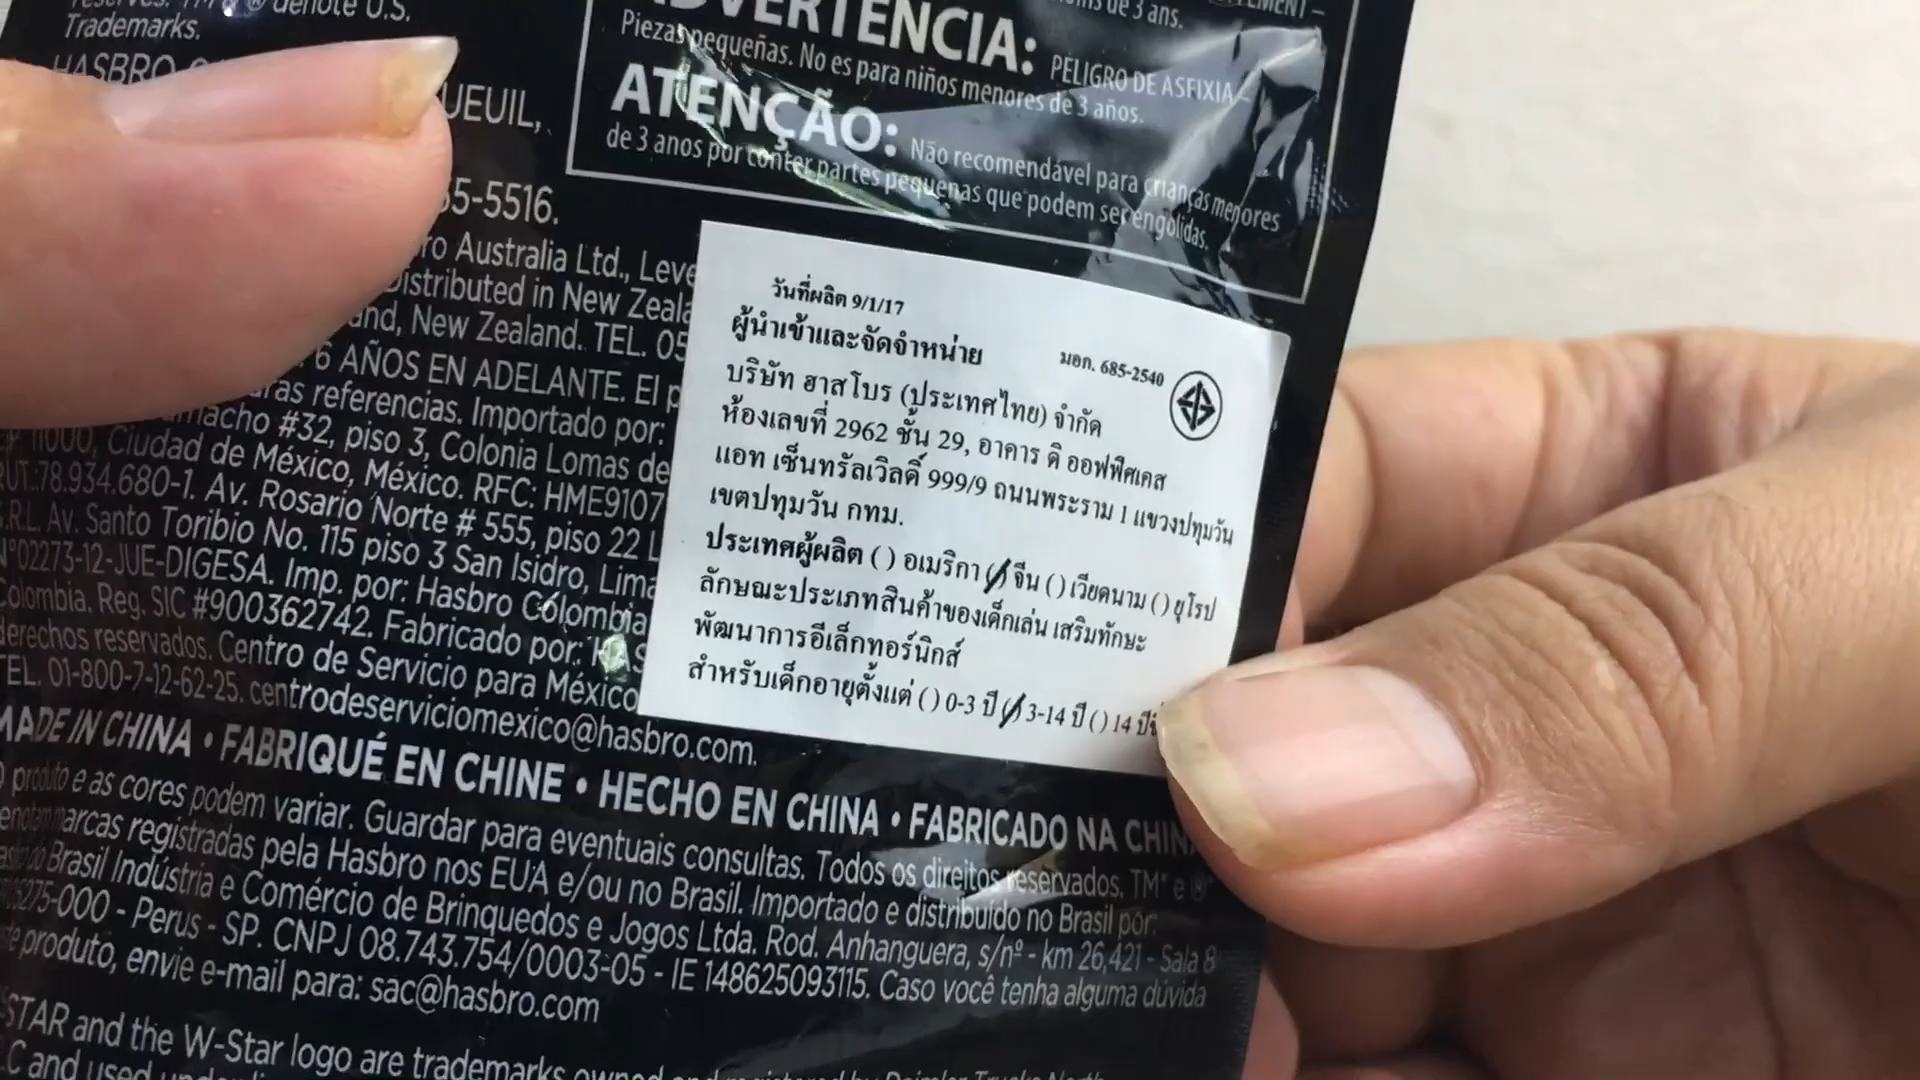 denote U.S.
Trademarks.
HASBRO
UEUIL,
55-5516.
ro Australia Ltd., Leve
Distributed in New Zeala
and, New Zealand. TEL. 05
6 AÑOS EN ADELANTE. El p
ras referencias. Importado por:
macho #32, piso 3, Colonia Lomas de
11000, Ciudad de México, México. RFC: HME9107
RUT.:78.934.680-1. Av. Rosario Norte # 555, piso 22 L
S.R.L. Av. Santo Toribio No. 115 piso 3 San Isidro, Lima
N°02273-12-JUE-DIGESA. Imp. por: Hasbro Colombia
Colombia. Reg. SIC #900362742. Fabricado por: HAS
derechos reservados. Centro de Servicio para México
TEL. 01-800-7-12-62-25. centrodeserviciomexico@hasbro.com.
MADE IN CHINA • FABRIQUÉ EN CHINE • HECHO EN CHINA • FABRICADO NA CHIN
O produto e as cores podem variar. Guardar para eventuais consultas. Todos os direitos reservados. TM* e ®*
denotam marcas registradas pela Hasbro nos EUA e/ou no Brasil. Importado e distribuído no Brasil por:
Brasil Indústria e Comércio de Brinquedos e Jogos Ltda. Rod. Anhanguera, s/nº - km 26,421 - Sala 8
05275-000 - Perus - SP. CNPJ 08.743.754/0003-05 - IE 148625093115. Caso você tenha alguma dúvida
produto, envie e-mail para: sac@hasbro.com
-STAR and the W-Star logo are trademarks owned and registered by Daimler Trucks North
and used
de 3 ans.
ADVERTENCIA: PELIGRO DE ASFIXIA –
Piezas pequeñas. No es para niños menores de 3 años.
ATENÇÃO: Não recomendável para crianças menores
de 3 anos por conter partes pequenas que podem ser engolidas.
วันที่ผลิต 9/1/17
ผู้นำเข้าและจัดจำหน่าย
มอก. 685-2540
บริษัท ฮาสโบร (ประเทศไทย) จำกัด
ห้องเลขที่ 2962 ชั้น 29, อาคาร ดิ ออฟฟิศเคส
แอท เซ็นทรัลเวิลดิ์ 999/9 ถนนพระราม 1 แขวงปทุมวัน
เขตปทุมวัน กทม.
ประเทศผู้ผลิต ( ) อเมริกา (/) จีน ( ) เวียดนาม ( ) ยุโรป
ลักษณะประเภทสินค้าของเด็กเล่น เสริมทักษะ
พัฒนาการอีเล็กทอร์นิกส์
สำหรับเด็กอายุตั้งแต่ ( ) 0-3 ปี (/) 3-14 ปี ( ) 14 ปี